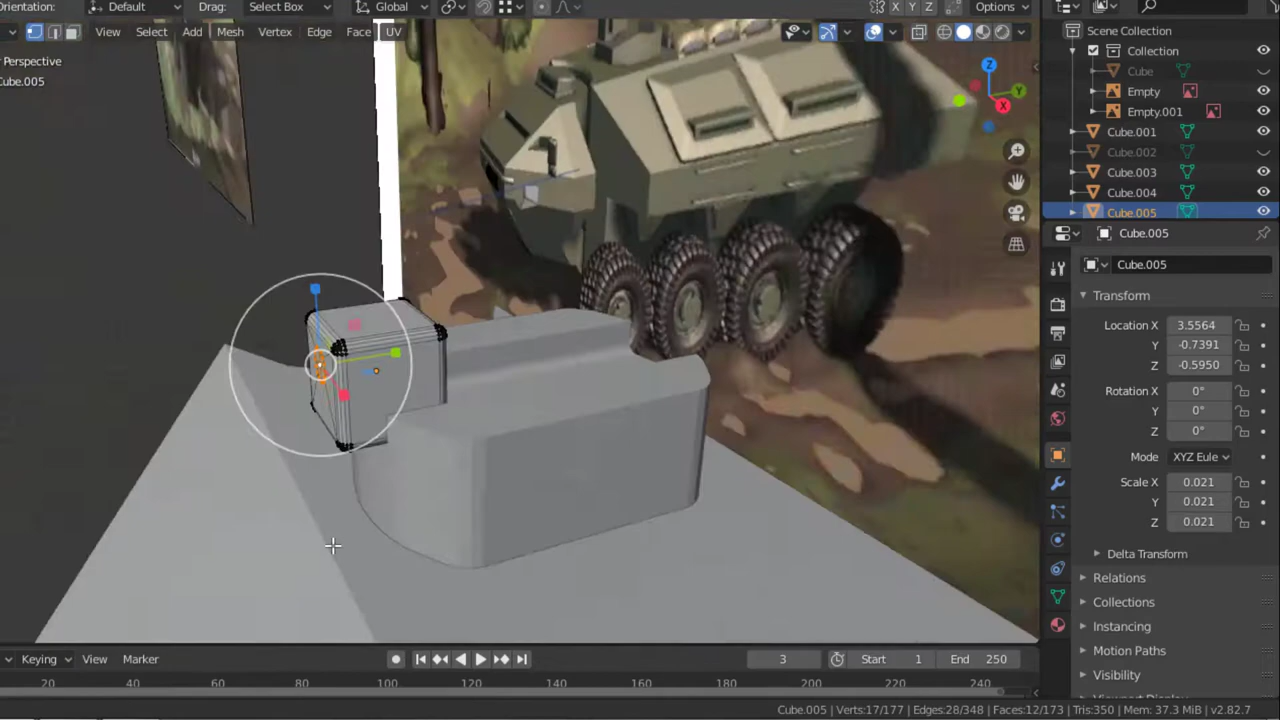 Orientation: Default Drag: Select Box Global X Y Z Options
View Select Add Mesh Vertex Edge Face UV
Perspective
Cube.005
Z
Y
X
Scene Collection
Collection
Cube
Empty
Empty.001
Cube.001
Cube.002
Cube.003
Cube.004
Cube.005
Cube.005
Cube.005
Transform
Location X 3.5564
Y -0.7391
Z -0.5950
Rotation X 0°
Y 0°
Z 0°
Mode XYZ Eule
Scale X 0.021
Y 0.021
Z 0.021
Delta Transform
Relations
Collections
Instancing
Motion Paths
Visibility
Keying View Marker 3 Start 1 End 250
20 40 60 80 100 120 140 160 180 200 220 240
Cube.005 | Verts:17/177 | Edges:28/348 | Faces:12/173 | Tris:350 | Mem: 37.3 MiB | v2.82.7